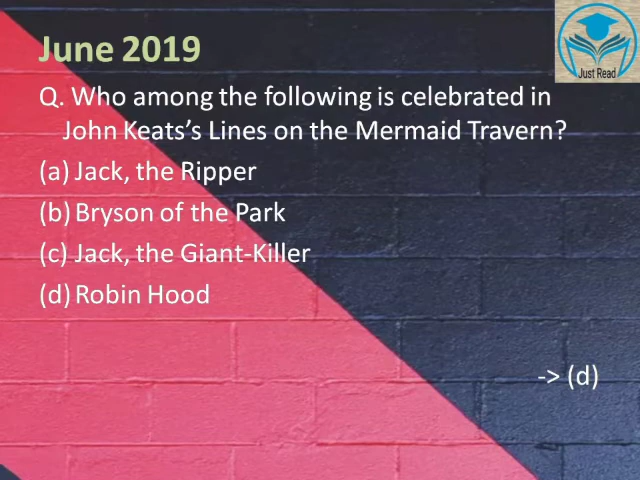 June 2019
Just Read
Q. Who among the following is celebrated in
John Keats's Lines on the Mermaid Travern?
(a) Jack, the Ripper
(b) Bryson of the Park
(c) Jack, the Giant-Killer
(d) Robin Hood
-> (d)